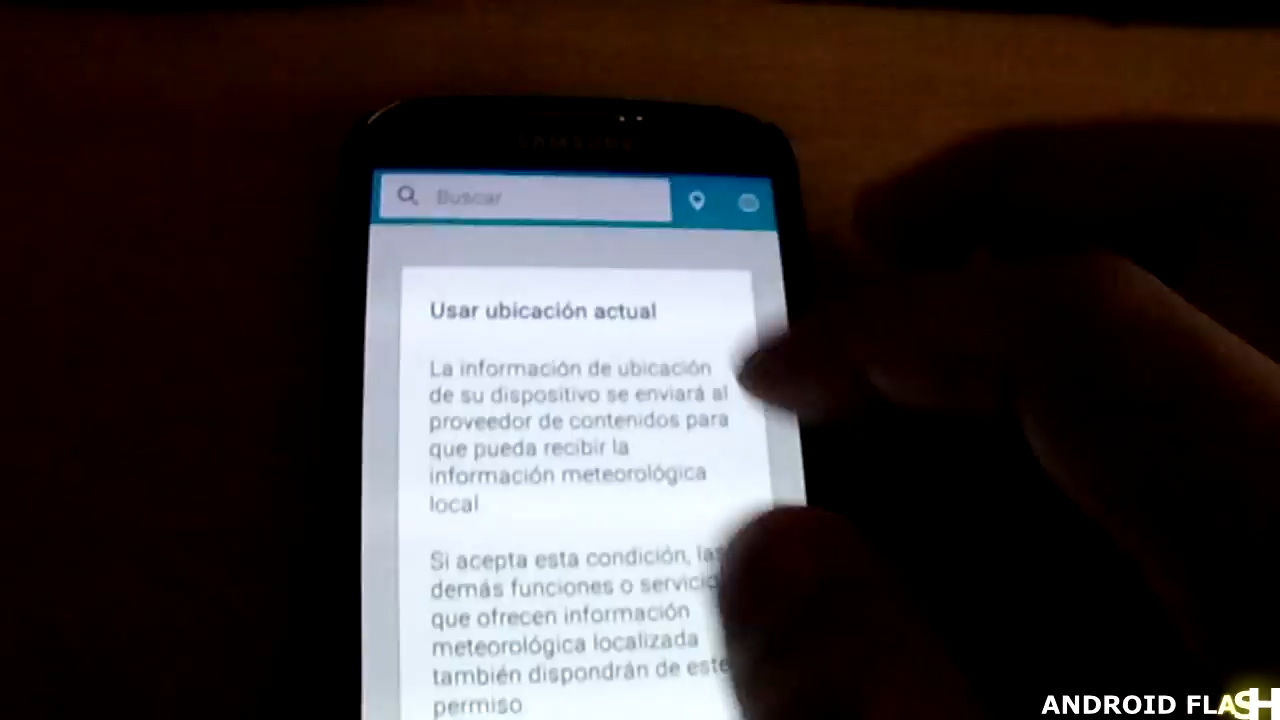 SAMSUNG
Buscar
Usar ubicación actual
La información de ubicación
de su dispositivo se enviará al
proveedor de contenidos para
que pueda recibir la
información meteorológica
local
Si acepta esta condición, las
demás funciones o servicio
que ofrecen información
meteorológica localizada
también dispondrán de este
permiso
ANDROID FLASH